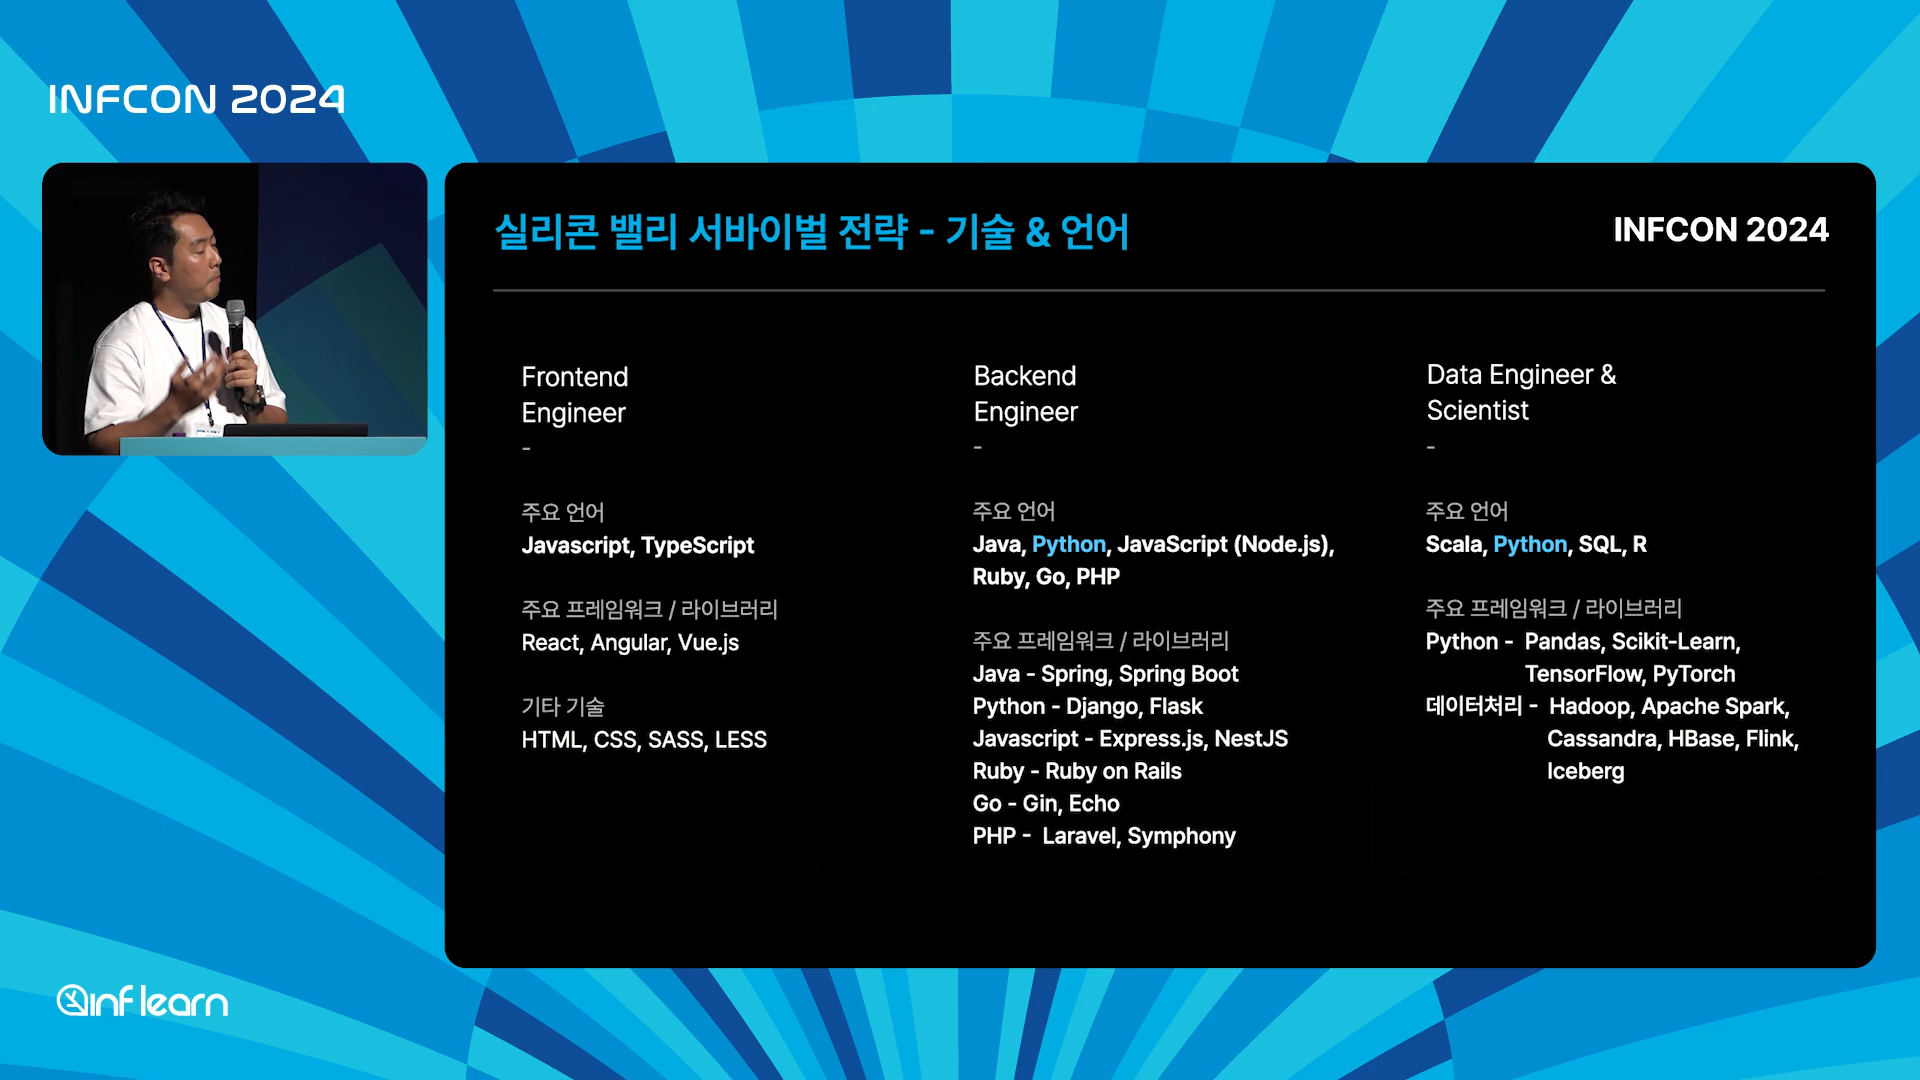 INFCON 2024
실리콘 밸리 서바이벌 전략 - 기술 & 언어
INFCON 2024
Frontend
Engineer
-
주요 언어
Javascript, TypeScript
주요 프레임워크 / 라이브러리
React, Angular, Vue.js
기타 기술
HTML, CSS, SASS, LESS
Backend
Engineer
-
주요 언어
Java, Python, JavaScript (Node.js),
Ruby, Go, PHP
주요 프레임워크 / 라이브러리
Java - Spring, Spring Boot
Python - Django, Flask
Javascript - Express.js, NestJS
Ruby - Ruby on Rails
Go - Gin, Echo
PHP - Laravel, Symphony
Data Engineer &
Scientist
-
주요 언어
Scala, Python, SQL, R
주요 프레임워크 / 라이브러리
Python - Pandas, Scikit-Learn,
TensorFlow, PyTorch
데이터처리 - Hadoop, Apache Spark,
Cassandra, HBase, Flink,
Iceberg
inflearn